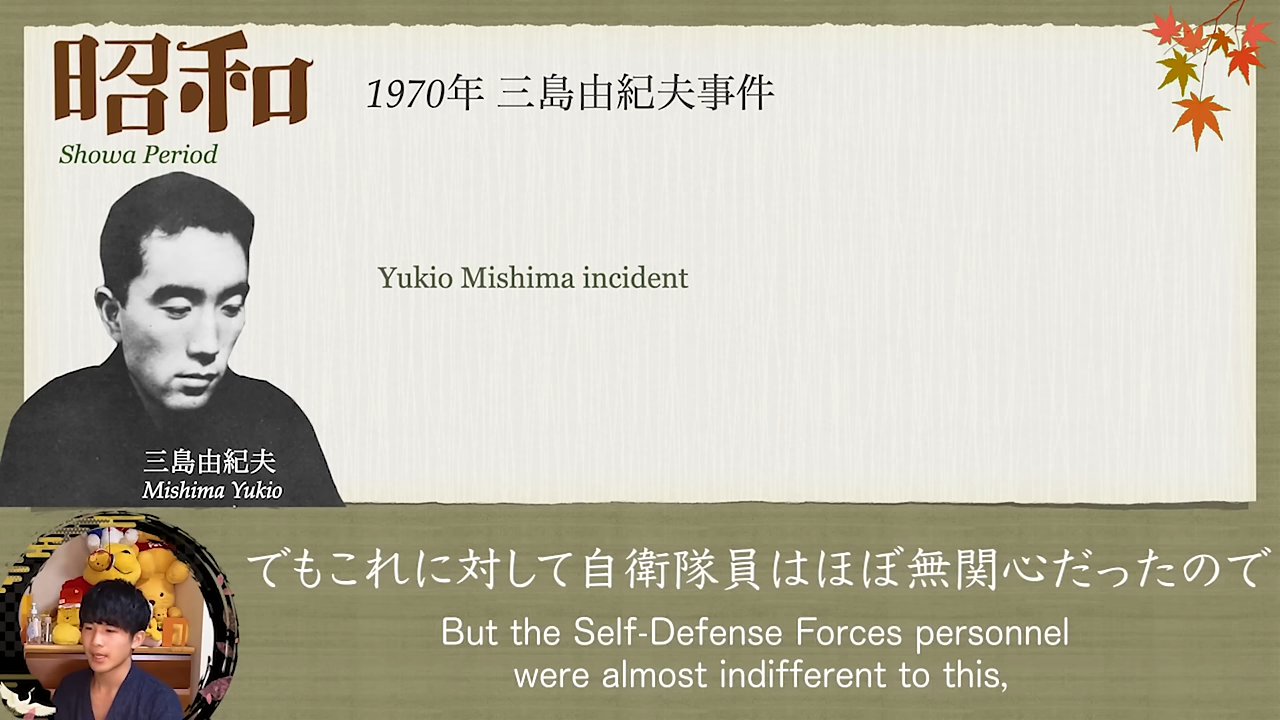 昭和
Showa Period
1970年 三島由紀夫事件
Yukio Mishima incident
三島由紀夫
Mishima Yukio
でもこれに対して自衛隊員はほぼ無関心だったので
But the Self-Defense Forces personnel
were almost indifferent to this,